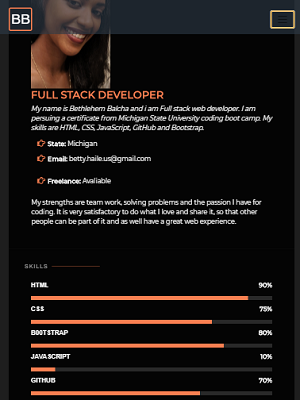 BB
FULL STACK DEVELOPER
My name is Bethlehem Balcha and i am Full stack web developer. I am
persuing a certificate from Michigan State University coding boot camp. My
skills are HTML, CSS, JavaScript, GitHub and Bootstrap.
State: Michigan
Email: betty.haile.us@gmail.com
Freelance: Avaliable
My strengths are team work, solving problems and the passion I have for
coding. It is very satisfactory to do what I love and share it, so that other
people can be part of it and as well have a great web experience.
SKILLS
HTML 90%
CSS 75%
BOOTSTRAP 80%
JAVASCRIPT 10%
GITHUB 70%